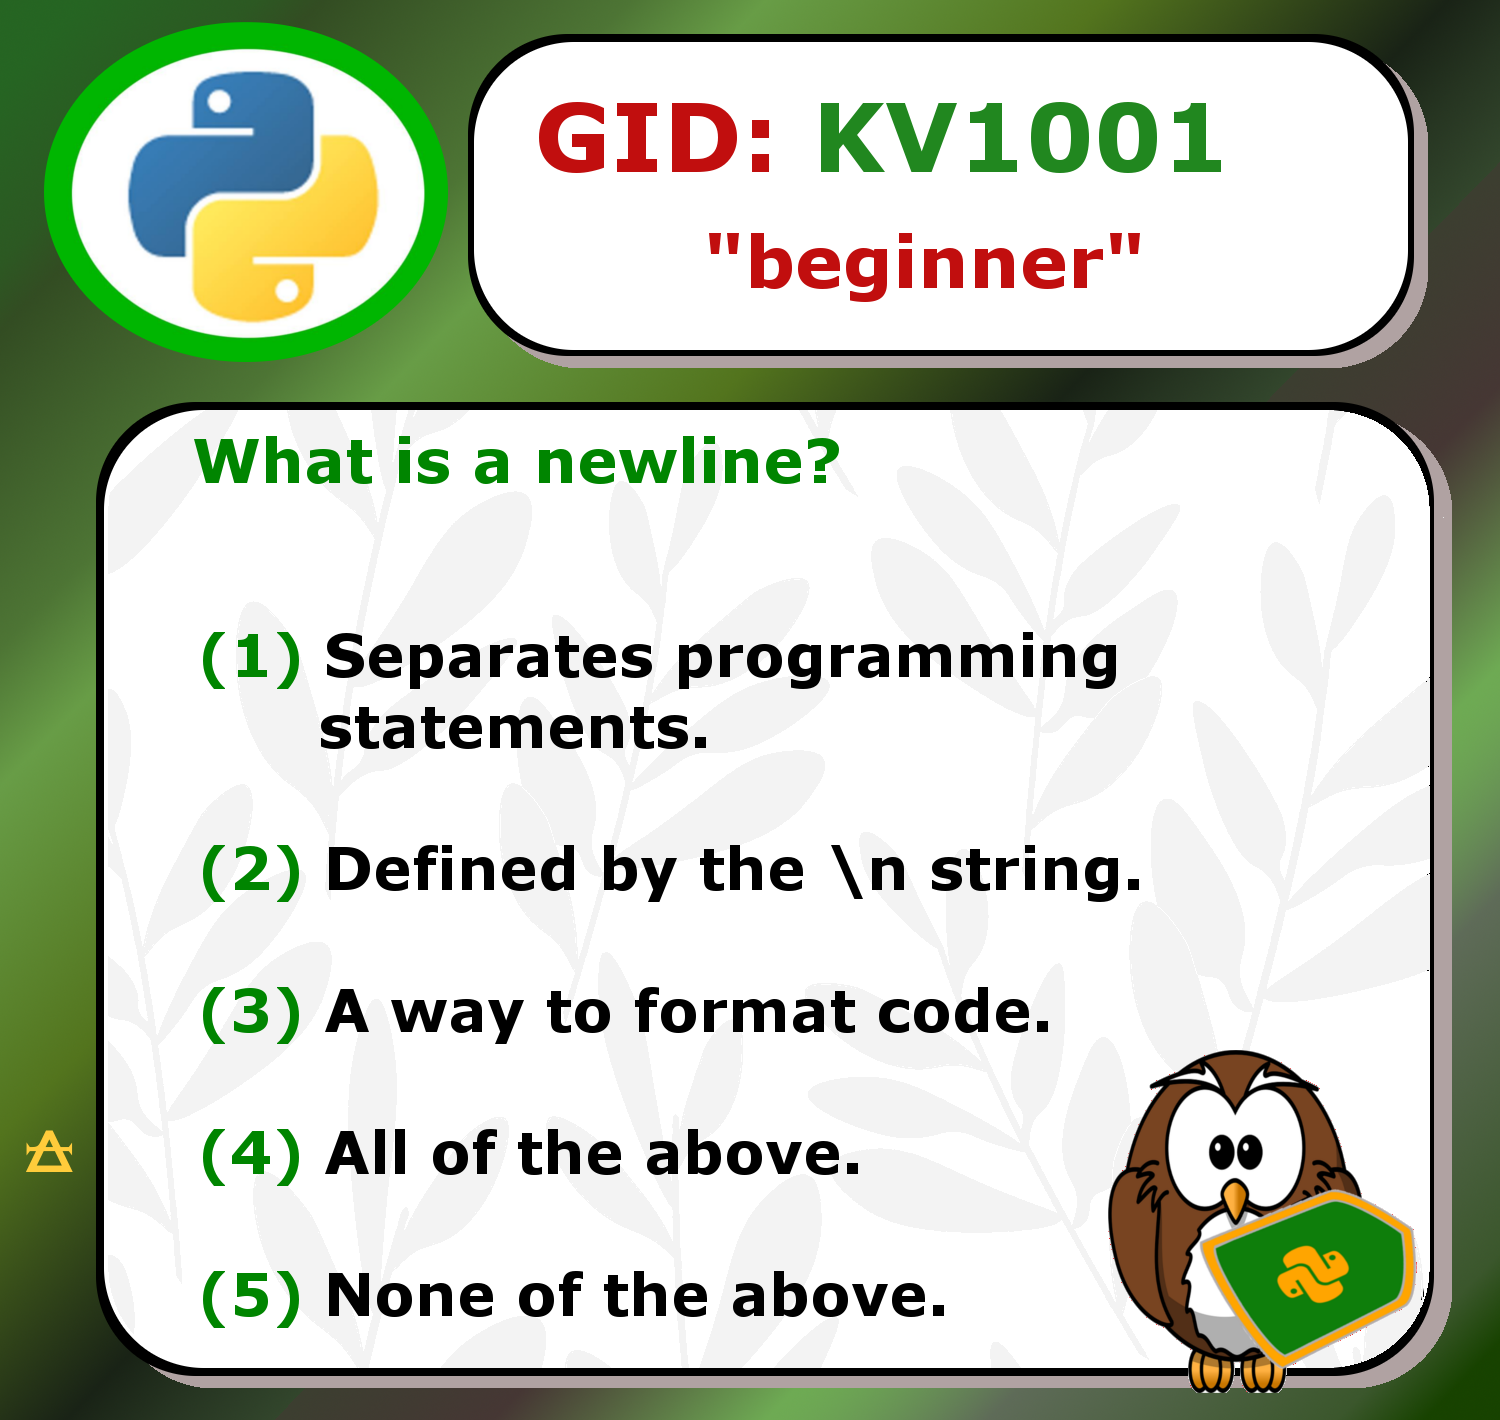 GID: KV1001
"beginner"
What is a newline?
(1) Separates programming
statements.
(2) Defined by the \n string.
(3) A way to format code.
(4) All of the above.
(5) None of the above.